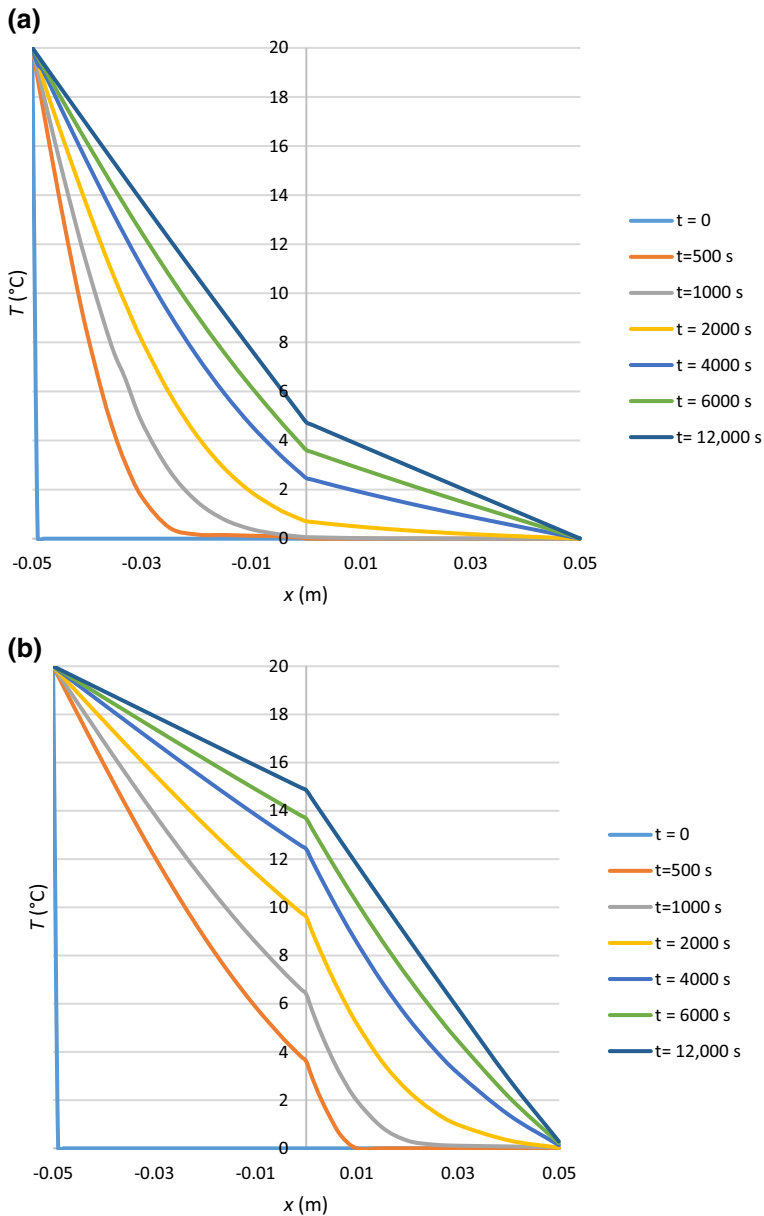 (a)
20
18
16
14
12
10
8
6
4
2
0
T (°C)
-0.05
-0.03
-0.01
0.01
0.03
0.05
x (m)
t = 0
t=500 s
t=1000 s
t = 2000 s
t = 4000 s
t = 6000 s
t= 12,000 s
(b)
20
18
16
14
12
10
8
6
4
2
0
T (°C)
-0.05
-0.03
-0.01
0.01
0.03
0.05
x (m)
t = 0
t=500 s
t=1000 s
t = 2000 s
t = 4000 s
t = 6000 s
t= 12,000 s